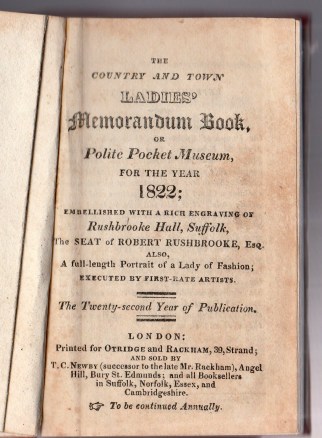 THE
COUNTRY AND TOWN
LADIES'
Memorandum Book,
OR
Polite Pocket Museum,
FOR THE YEAR
1822;
EMBELLISHED WITH A RICH ENGRAVING OF
Rushbrooke Hall, Suffolk,
The SEAT of ROBERT RUSHBROOKE, Esq.
ALSO,
A full-length Portrait of a Lady of Fashion;
EXECUTED BY FIRST-RATE ARTISTS.
The Twenty-second Year of Publication.
LONDON:
Printed for OTRIDGE and RACKHAM, 39, Strand;
AND SOLD BY
T. C. NEWBY (successor to the late Mr. Rackham), Angel
Hill, Bury St. Edmunds; and all Booksellers
in Suffolk, Norfolk, Essex, and
Cambridgeshire.
☞ To be continued Annually.